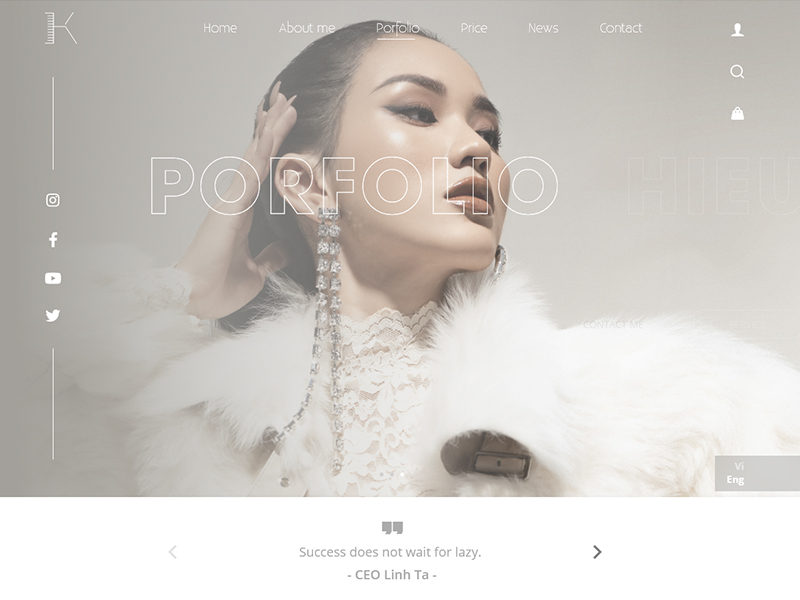 K
Home About me Porfolio Price News Contact
PORFOLIO
CONTACT ME
Vi
Eng
Success does not wait for lazy.
- CEO Linh Ta -